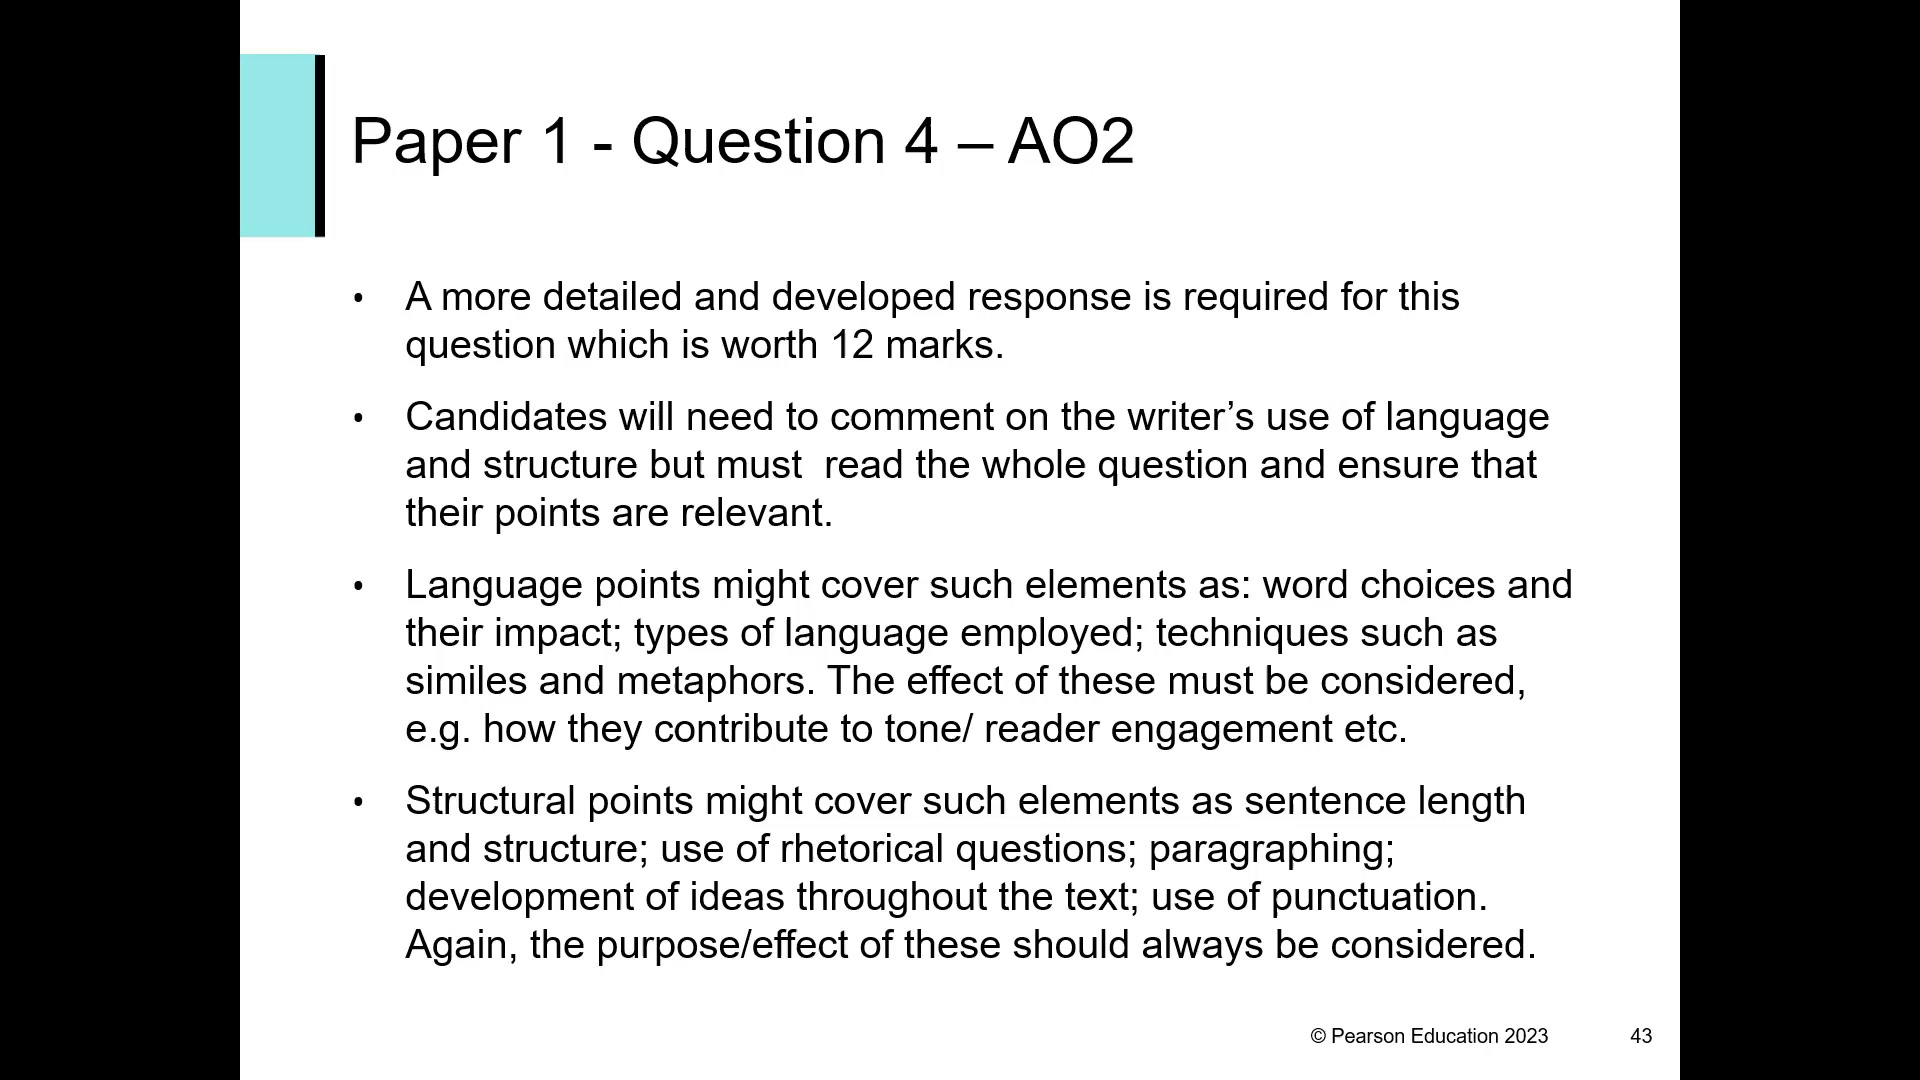 Paper 1 - Question 4 – AO2
• A more detailed and developed response is required for this
question which is worth 12 marks.
• Candidates will need to comment on the writer’s use of language
and structure but must  read the whole question and ensure that
their points are relevant.
• Language points might cover such elements as: word choices and
their impact; types of language employed; techniques such as
similes and metaphors. The effect of these must be considered,
e.g. how they contribute to tone/ reader engagement etc.
• Structural points might cover such elements as sentence length
and structure; use of rhetorical questions; paragraphing;
development of ideas throughout the text; use of punctuation.
Again, the purpose/effect of these should always be considered.
© Pearson Education 2023 43